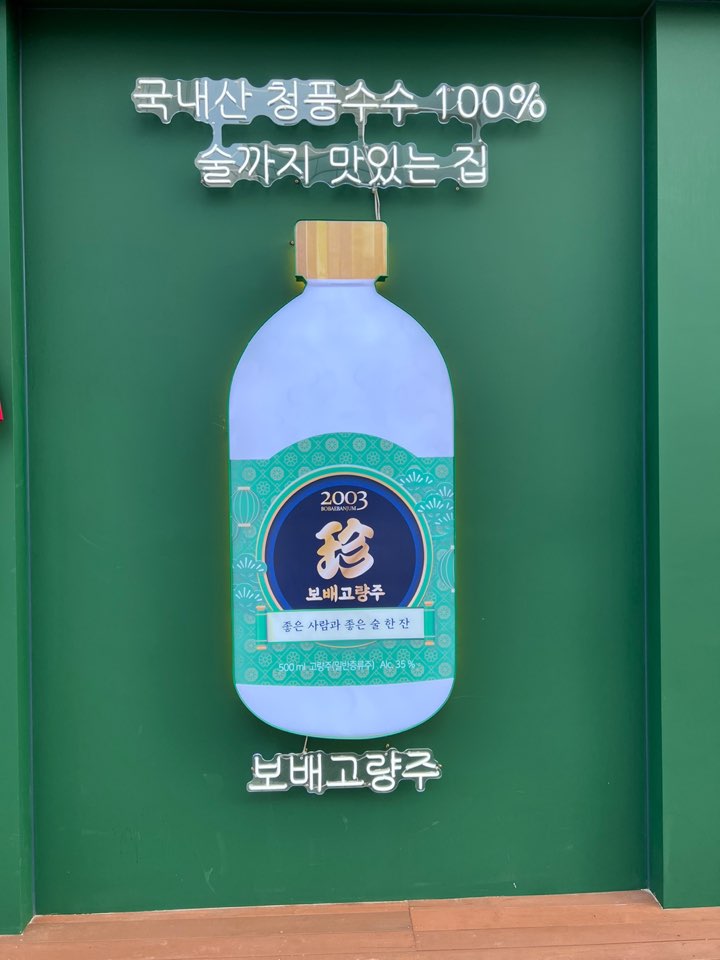 국내산 청풍수수 100%
술까지 맛있는 집
2003
BOBAEBANJUM
珍
보배고량주
좋은 사람과 좋은 술 한 잔
500 ml 고량주(일반증류주) Alc. 35 %
보배고량주